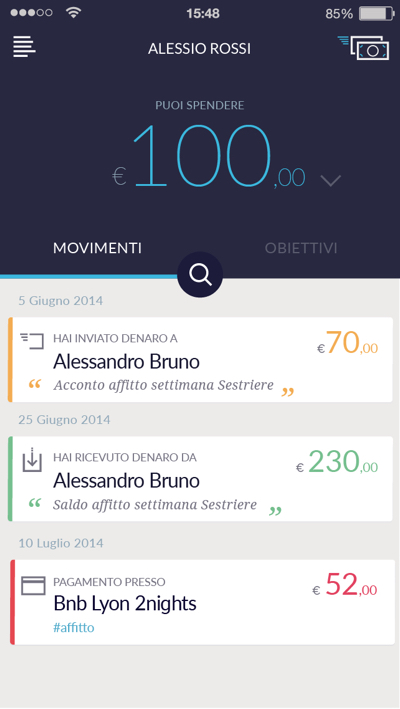 15:48
85%
ALESSIO ROSSI
PUOI SPENDERE
€100,00
MOVIMENTI
OBIETTIVI
5 Giugno 2014
HAI INVIATO DENARO A
€70,00
Alessandro Bruno
“ Acconto affitto settimana Sestriere ”
25 Giugno 2014
HAI RICEVUTO DENARO DA
€ 230,00
Alessandro Bruno
“ Saldo affitto settimana Sestriere ”
10 Luglio 2014
PAGAMENTO PRESSO
€ 52,00
Bnb Lyon 2nights
#affitto